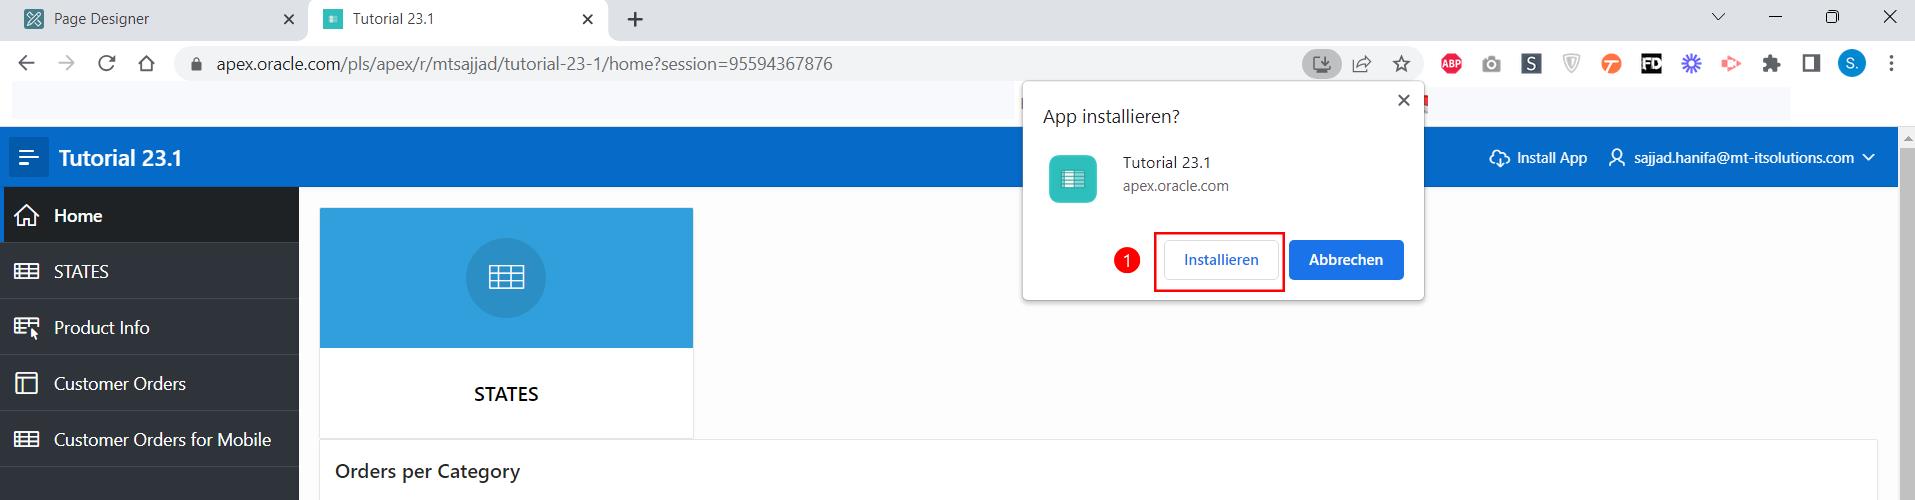 Page Designer
Tutorial 23.1
apex.oracle.com/pls/apex/r/mtsajjad/tutorial-23-1/home?session=95594367876
ABP
S
FD
S.
App installieren?
Tutorial 23.1
apex.oracle.com
1
Installieren
Abbrechen
Tutorial 23.1
Install App
sajjad.hanifa@mt-itsolutions.com
Home
STATES
Product Info
Customer Orders
Customer Orders for Mobile
STATES
Orders per Category